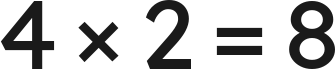 4 × 2 = 8